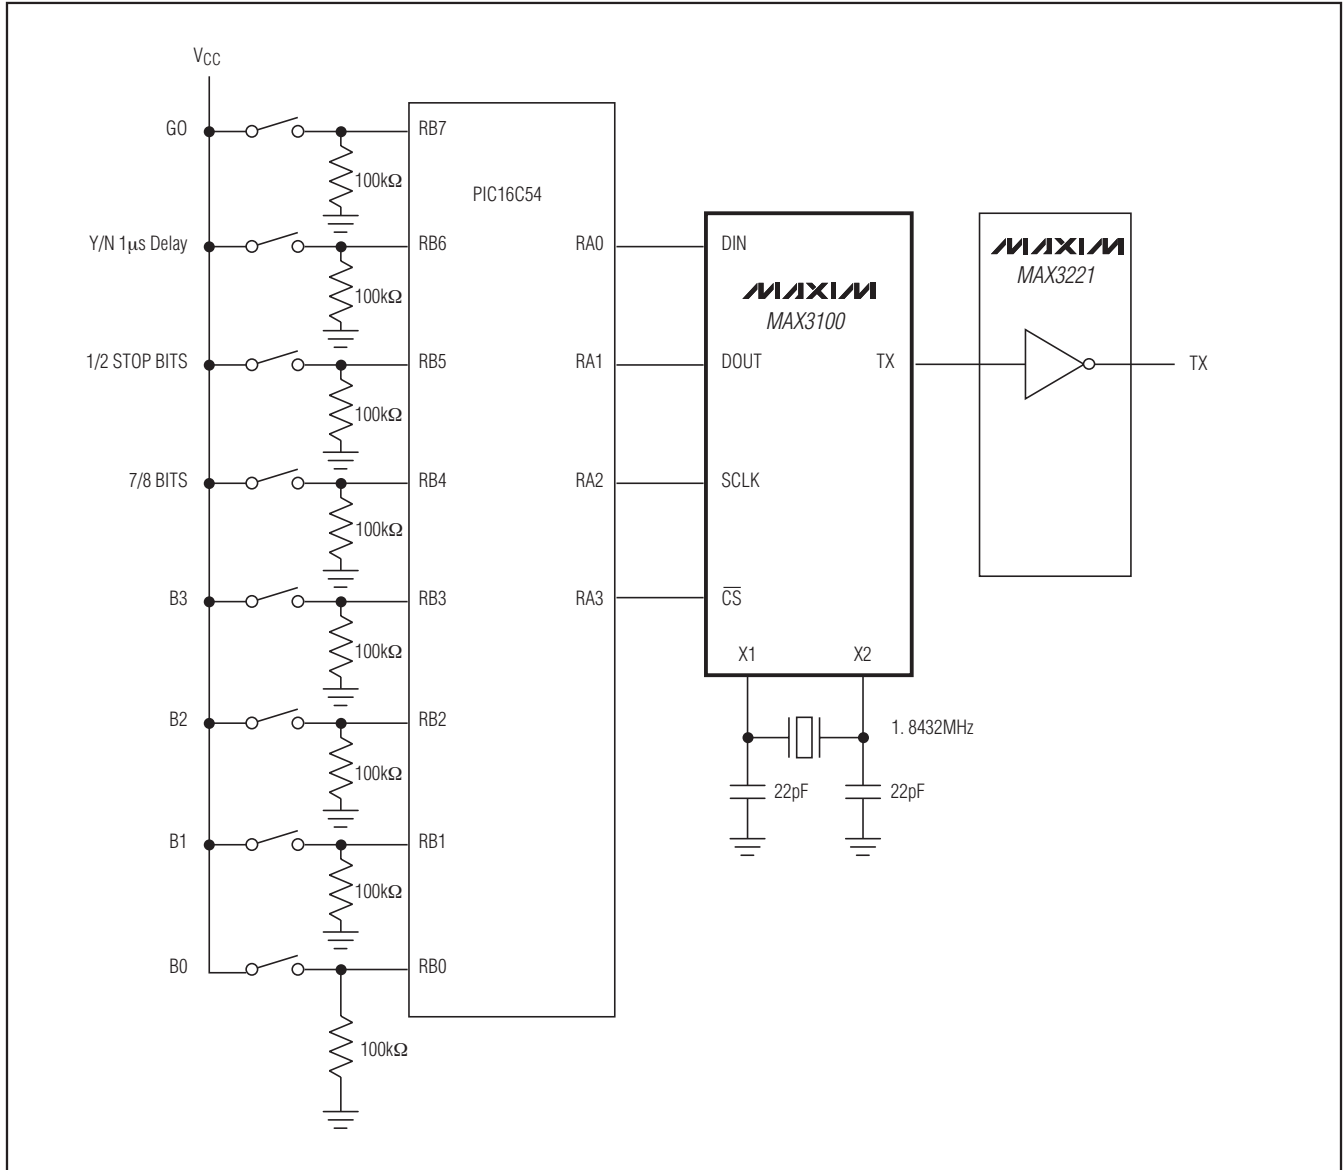 VCC
GO
RB7
100kΩ
PIC16C54
Y/N 1µs Delay
RB6
RA0
DIN
MAXIM
MAX3100
MAXIM
MAX3221
100kΩ
1/2 STOP BITS
RB5
RA1
DOUT
TX
TX
100kΩ
7/8 BITS
RB4
RA2
SCLK
100kΩ
B3
RB3
RA3
CS
100kΩ
X1
X2
B2
RB2
1. 8432MHz
100kΩ
22pF
22pF
B1
RB1
100kΩ
B0
RB0
100kΩ